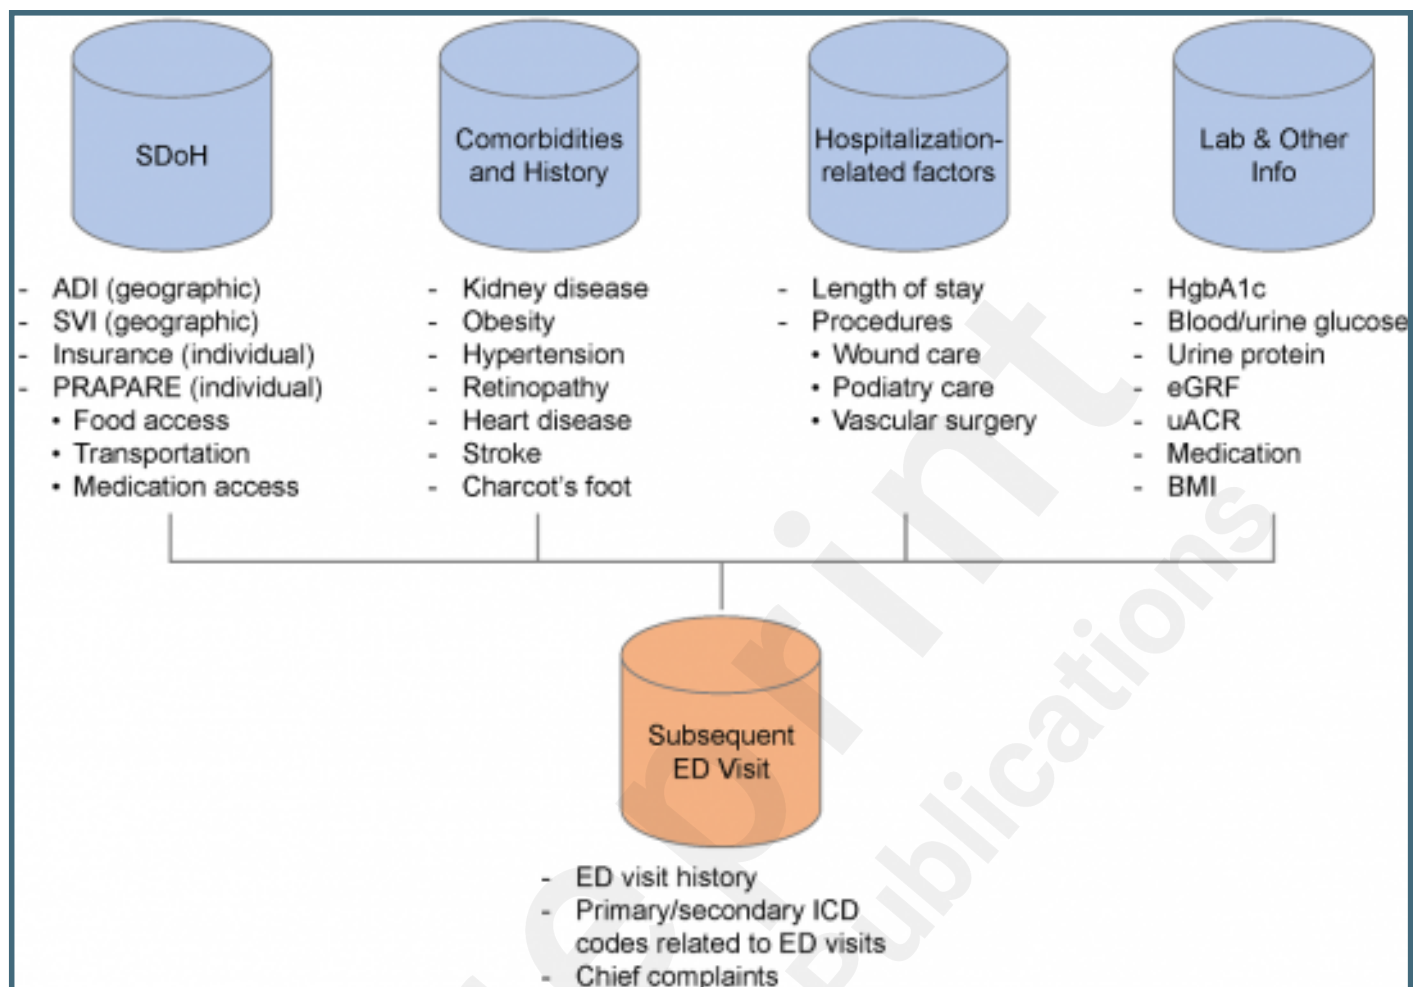 SDoH
- ADI (geographic)
- SVI (geographic)
- Insurance (individual)
- PRAPARE (individual)
• Food access
• Transportation
• Medication access
Comorbidities
and History
- Kidney disease
- Obesity
- Hypertension
- Retinopathy
- Heart disease
- Stroke
- Charcot's foot
Hospitalization-
related factors
- Length of stay
- Procedures
• Wound care
• Podiatry care
• Vascular surgery
Lab & Other
Info
- HgbA1c
- Blood/urine glucose
- Urine protein
- eGRF
- uACR
- Medication
- BMI
Subsequent
ED Visit
- ED visit history
- Primary/secondary ICD
codes related to ED visits
- Chief complaints
Publications